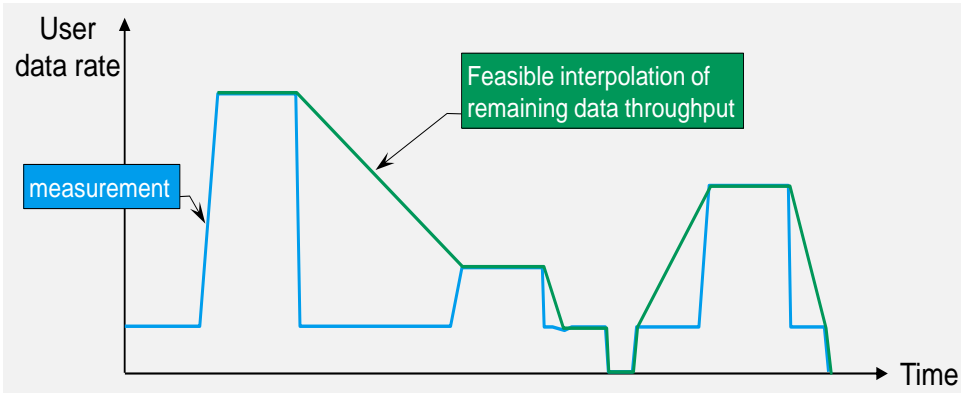 User
data rate
Feasible interpolation of
remaining data throughput
measurement
Time